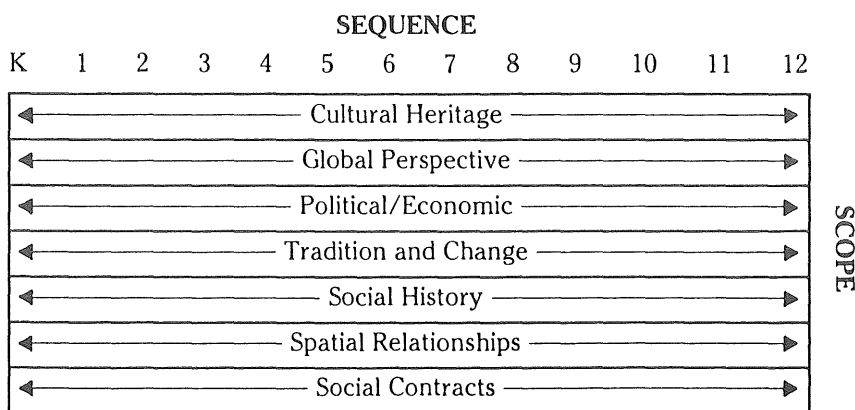 SEQUENCE
K 1 2 3 4 5 6 7 8 9 10 11 12
Cultural Heritage
Global Perspective
Political/Economic
Tradition and Change
Social History
Spatial Relationships
Social Contracts
SCOPE